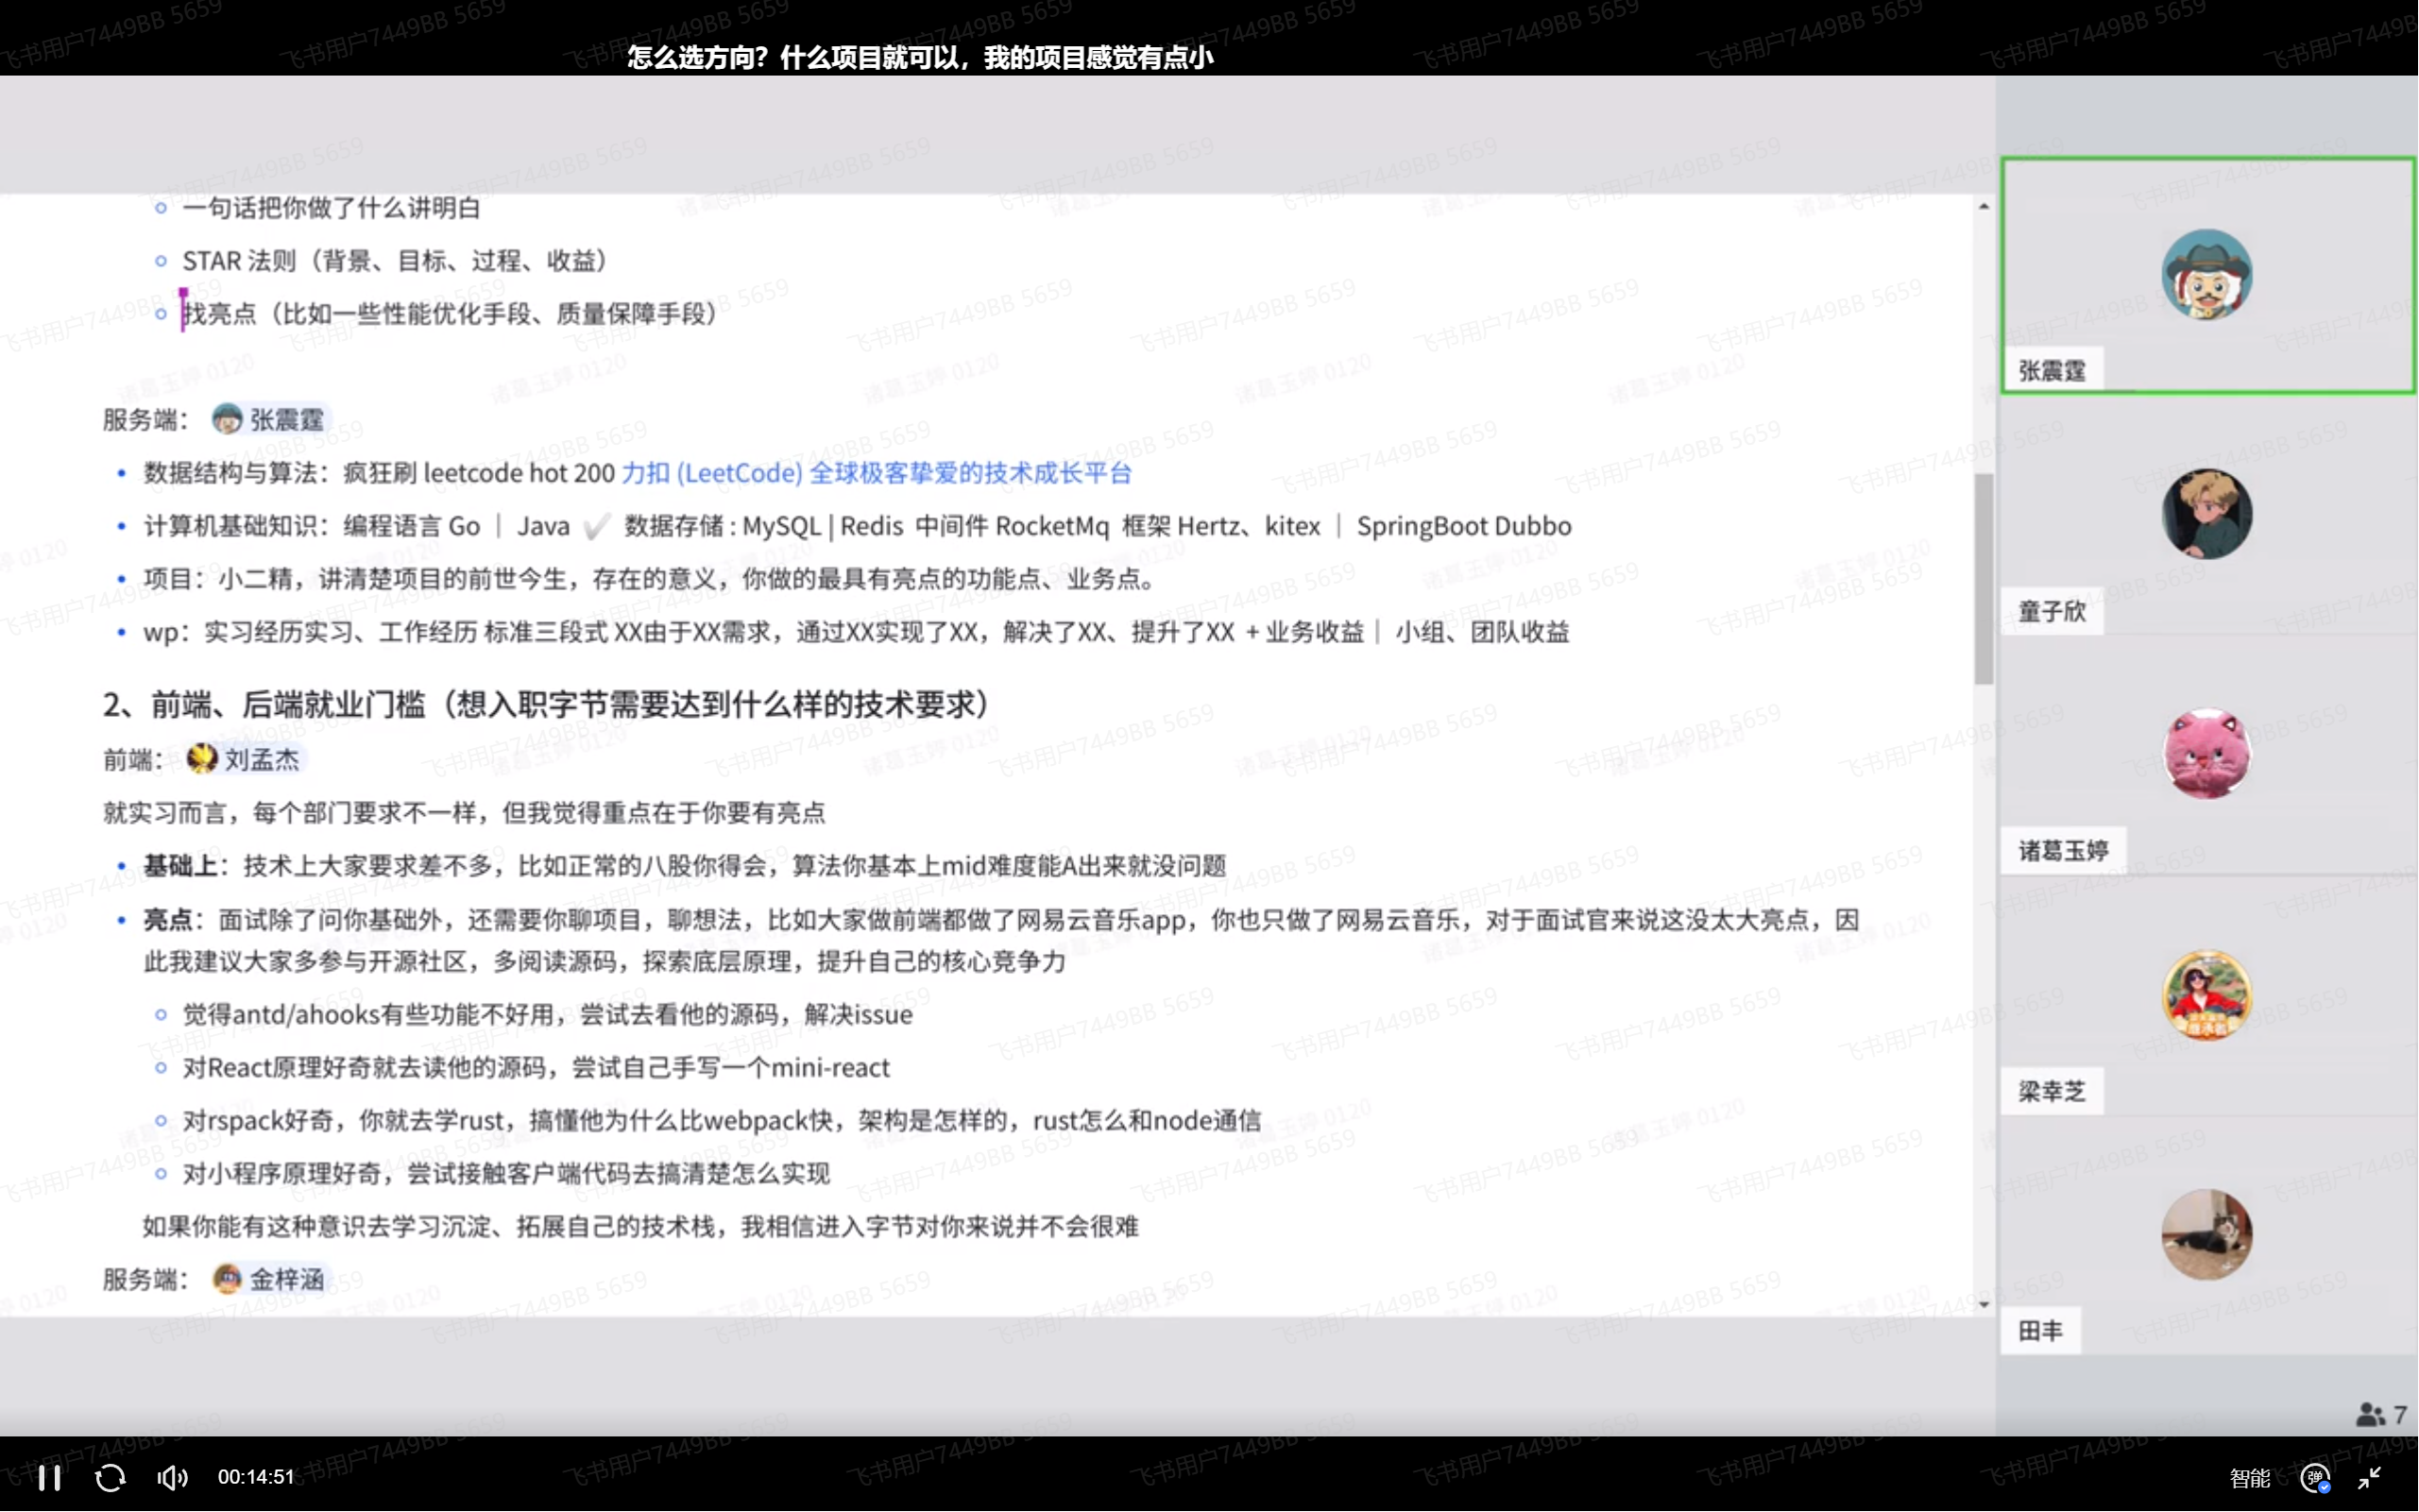 怎么选方向？什么项目就可以，我的项目感觉有点小
一句话把你做了什么讲明白
STAR 法则（背景、目标、过程、收益）
找亮点（比如一些性能优化手段、质量保障手段）
服务端： 张震霆
数据结构与算法：疯狂刷 leetcode hot 200 力扣 (LeetCode) 全球极客挚爱的技术成长平台
计算机基础知识：编程语言 Go | Java ✔ 数据存储 : MySQL | Redis 中间件 RocketMq 框架 Hertz、kitex | SpringBoot Dubbo
项目：小二精，讲清楚项目的前世今生，存在的意义，你做的最具有亮点的功能点、业务点。
wp：实习经历实习、工作经历 标准三段式 XX由于XX需求，通过XX实现了XX，解决了XX、提升了XX + 业务收益 | 小组、团队收益
2、前端、后端就业门槛（想入职字节需要达到什么样的技术要求）
前端： 刘孟杰
就实习而言，每个部门要求不一样，但我觉得重点在于你要有亮点
基础上：技术上大家要求差不多，比如正常的八股你得会，算法你基本上mid难度能A出来就没问题
亮点：面试除了问你基础外，还需要你聊项目，聊想法，比如大家做前端都做了网易云音乐app，你也只做了网易云音乐，对于面试官来说这没太大亮点，因
此我建议大家多参与开源社区，多阅读源码，探索底层原理，提升自己的核心竞争力
觉得antd/ahooks有些功能不好用，尝试去看他的源码，解决issue
对React原理好奇就去读他的源码，尝试自己手写一个mini-react
对rspack好奇，你就去学rust，搞懂他为什么比webpack快，架构是怎样的，rust怎么和node通信
对小程序原理好奇，尝试接触客户端代码去搞清楚怎么实现
如果你能有这种意识去学习沉淀、拓展自己的技术栈，我相信进入字节对你来说并不会很难
服务端： 金梓涵
张震霆
童子欣
诸葛玉婷
梁幸芝
田丰
7
00:14:51
智能
弹
飞书用户7449BB 5659
诸葛玉婷 0120